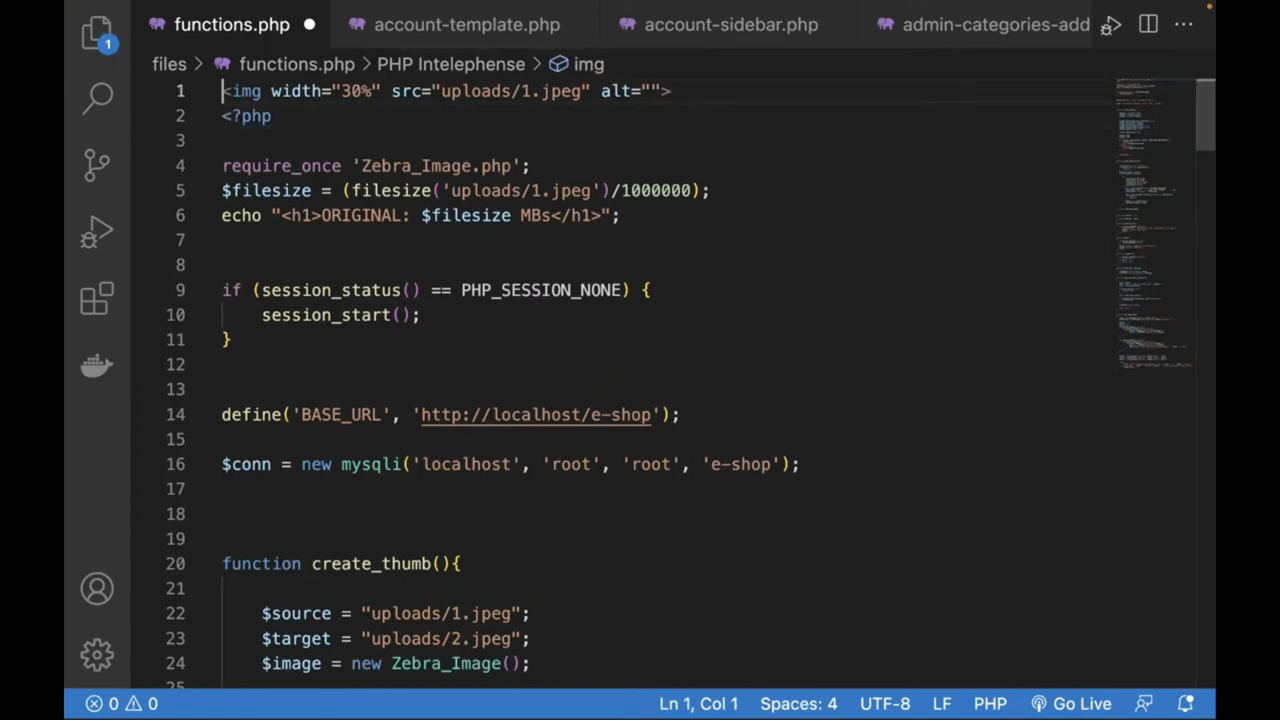 functions.php
account-template.php
account-sidebar.php
admin-categories-add
1
files
functions.php
PHP Intelephense
img
1 <img width="30%" src="uploads/1.jpeg" alt="">
2 <?php
3
4 require_once 'Zebra_Image.php';
5 $filesize = (filesize('uploads/1.jpeg')/1000000);
6 echo "<h1>ORIGINAL: $filesize MBs</h1>";
7
8
9 if (session_status() == PHP_SESSION_NONE) {
10     session_start();
11 }
12
13
14 define('BASE_URL', 'http://localhost/e-shop');
15
16 $conn = new mysqli('localhost', 'root', 'root', 'e-shop');
17
18
19
20 function create_thumb(){
21
22     $source = "uploads/1.jpeg";
23     $target = "uploads/2.jpeg";
24     $image = new Zebra_Image();
25
0 0
Ln 1, Col 1
Spaces: 4
UTF-8
LF
PHP
Go Live